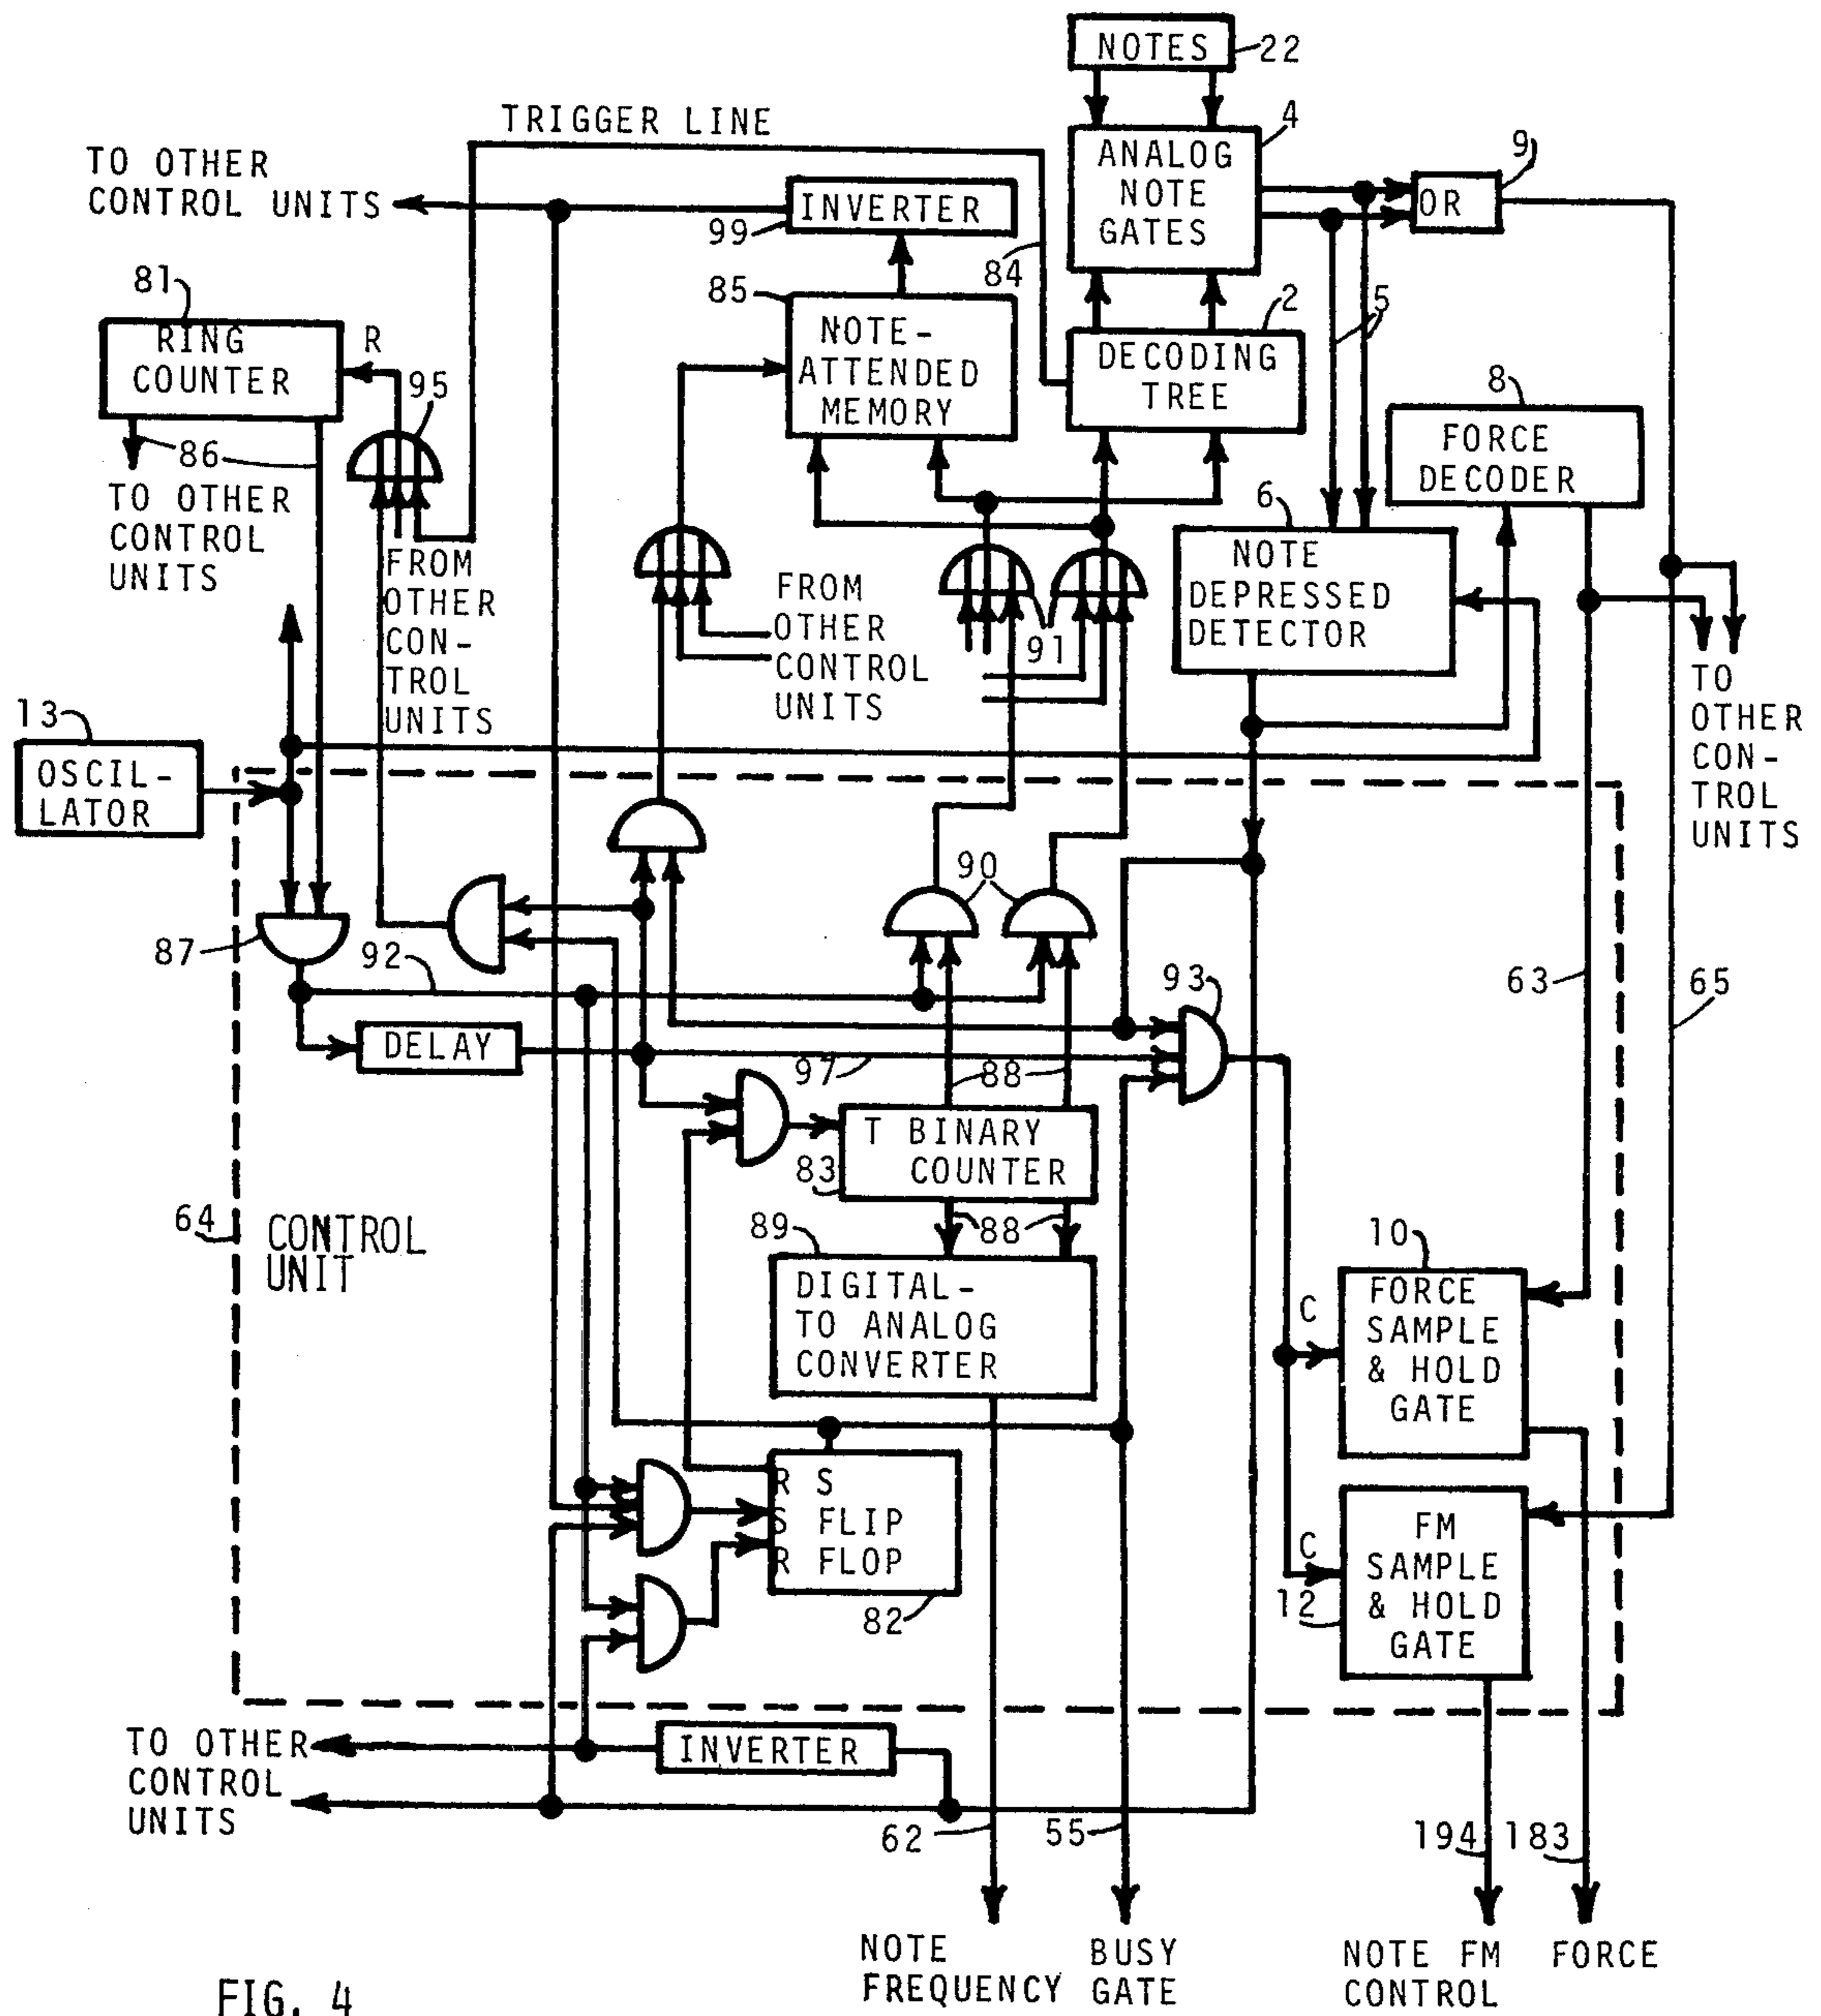 NOTES
22
TRIGGER LINE
4
TO OTHER
CONTROL UNITS
ANALOG
NOTE
GATES
9
OR
INVERTER
99
84
81
RING
COUNTER
R
95
85
NOTE-
ATTENDED
MEMORY
2
DECODING
TREE
5
8
FORCE
DECODER
86
TO OTHER
CONTROL
UNITS
6
NOTE
DEPRESSED
DETECTOR
FROM
OTHER
CON-
TROL
UNITS
FROM
OTHER
CONTROL
UNITS
91
TO
OTHER
CON-
TROL
UNITS
13
OSCIL-
LATOR
90
87
92
93
63
65
DELAY
97
88
T BINARY
COUNTER
83
64
CONTROL
UNIT
88
89
DIGITAL-
TO ANALOG
CONVERTER
10
FORCE
SAMPLE
& HOLD
GATE
C
R S
S FLIP
R FLOP
82
C
12
FM
SAMPLE
& HOLD
GATE
TO OTHER
CONTROL
UNITS
INVERTER
62
55
194
183
NOTE
FREQUENCY
BUSY
GATE
NOTE FM
CONTROL
FORCE
FIG. 4